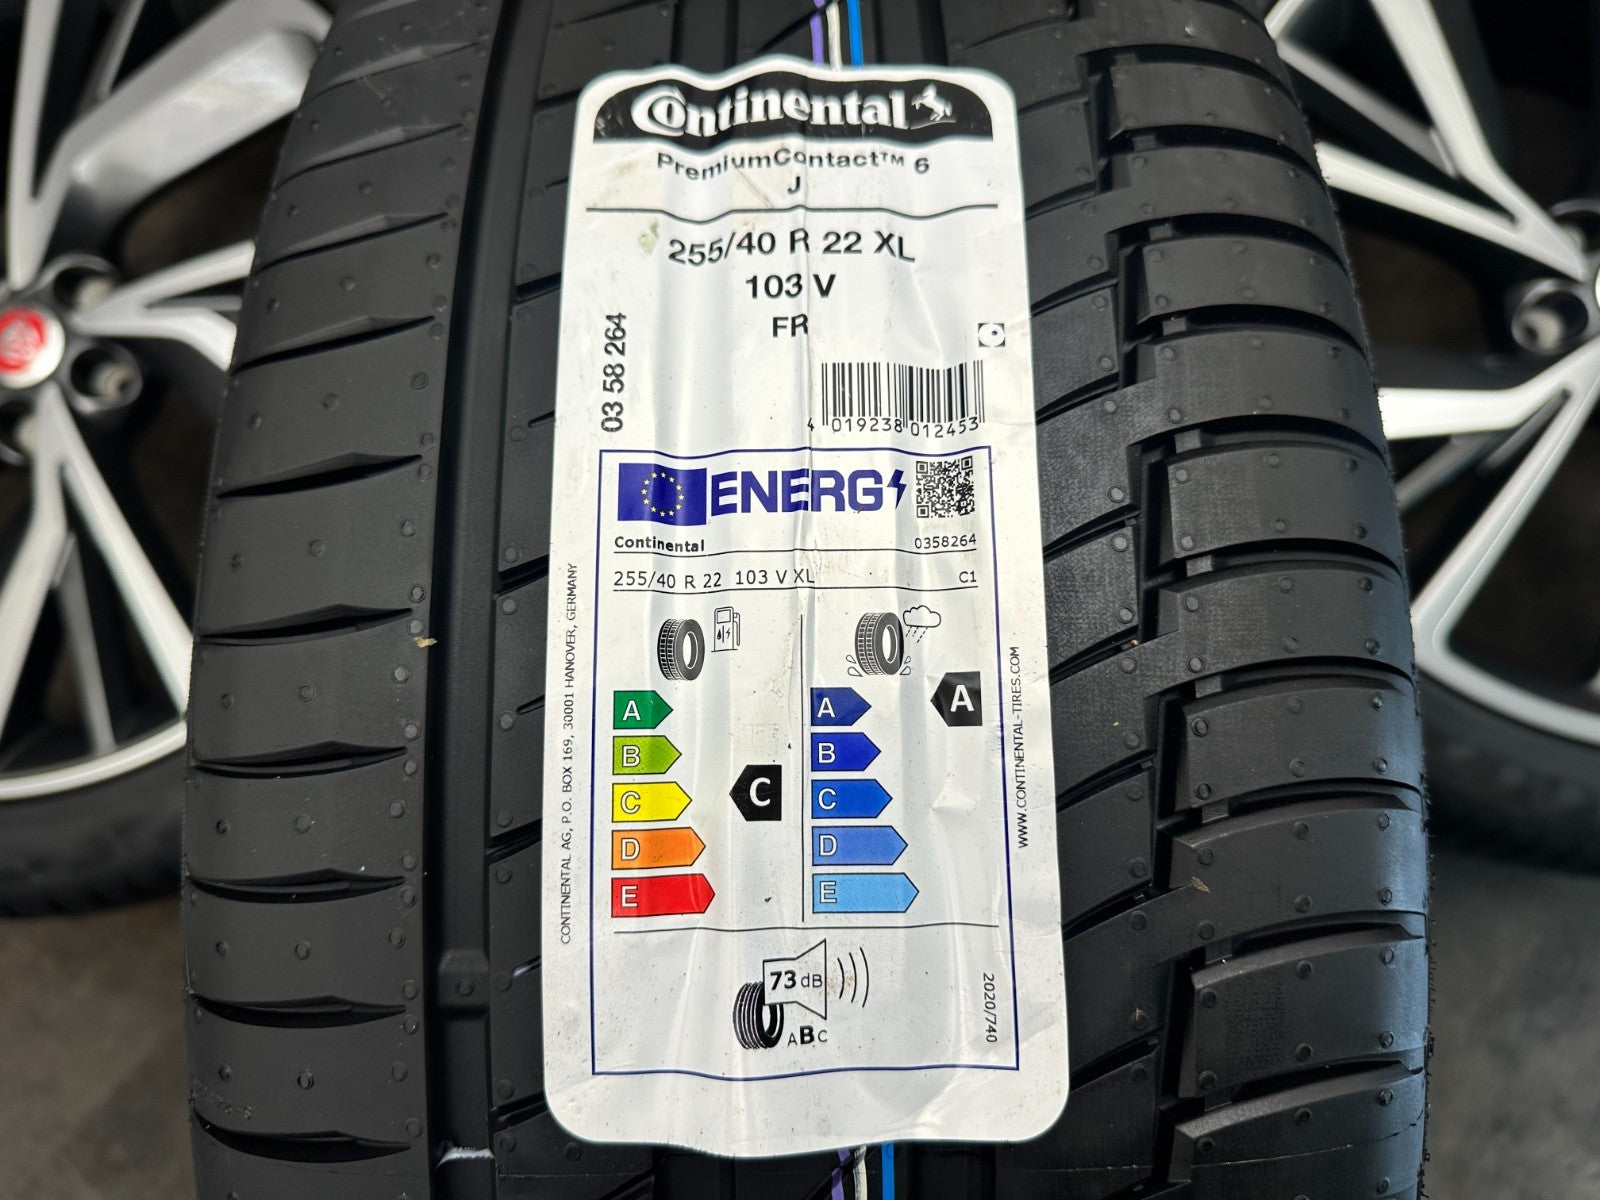 Continental
PremiumContact™ 6
J
255/40 R 22 XL
103 V
FR
03 58 264
4 019238 012453
ENERG
Continental 0358264
255/40 R 22 103 V XL C1
A
B
C
D
E
C
A
B
C
D
E
A
73 dB
ABC
2020/740
CONTINENTAL AG, P.O. BOX 169, 30001 HANOVER, GERMANY
WWW.CONTINENTAL-TIRES.COM